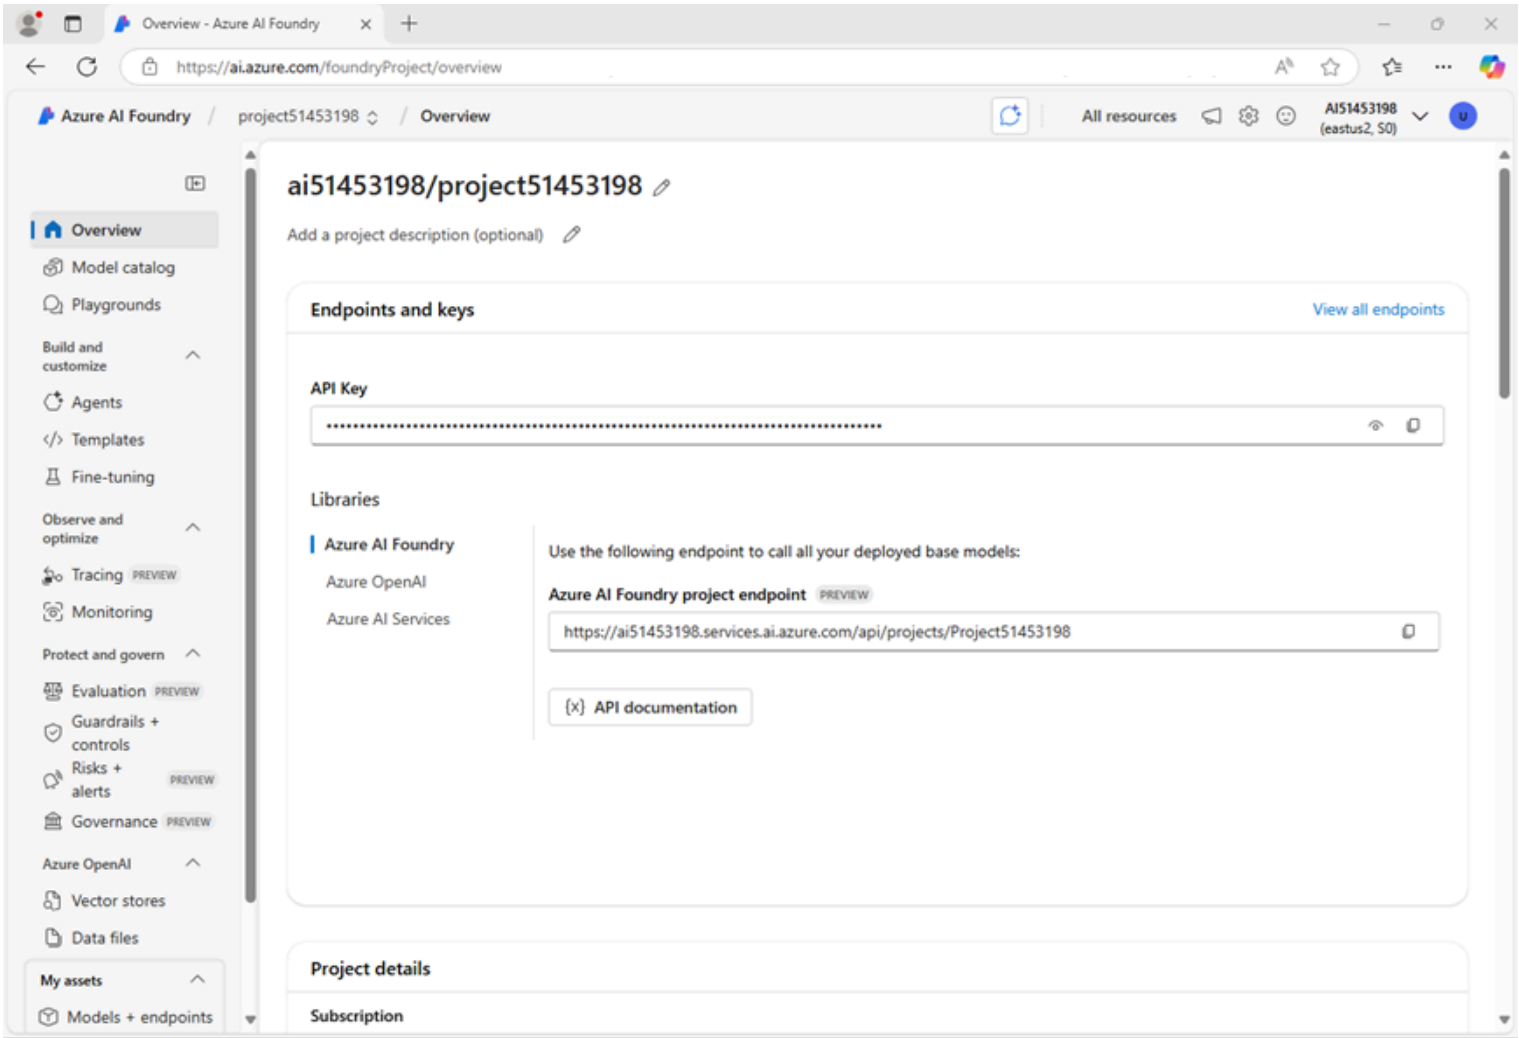 Overview - Azure AI Foundry
https://ai.azure.com/foundryProject/overview
Azure AI Foundry / project51453198 / Overview
All resources
AI51453198
(eastus2, S0)
U
Overview
Model catalog
Playgrounds
Build and
customize
Agents
Templates
Fine-tuning
Observe and
optimize
Tracing PREVIEW
Monitoring
Protect and govern
Evaluation PREVIEW
Guardrails +
controls
Risks +
alerts
PREVIEW
Governance PREVIEW
Azure OpenAI
Vector stores
Data files
My assets
Models + endpoints
ai51453198/project51453198
Add a project description (optional)
Endpoints and keys
View all endpoints
API Key
Libraries
Azure AI Foundry
Azure OpenAI
Azure AI Services
Use the following endpoint to call all your deployed base models:
Azure AI Foundry project endpoint PREVIEW
https://ai51453198.services.ai.azure.com/api/projects/Project51453198
{x} API documentation
Project details
Subscription